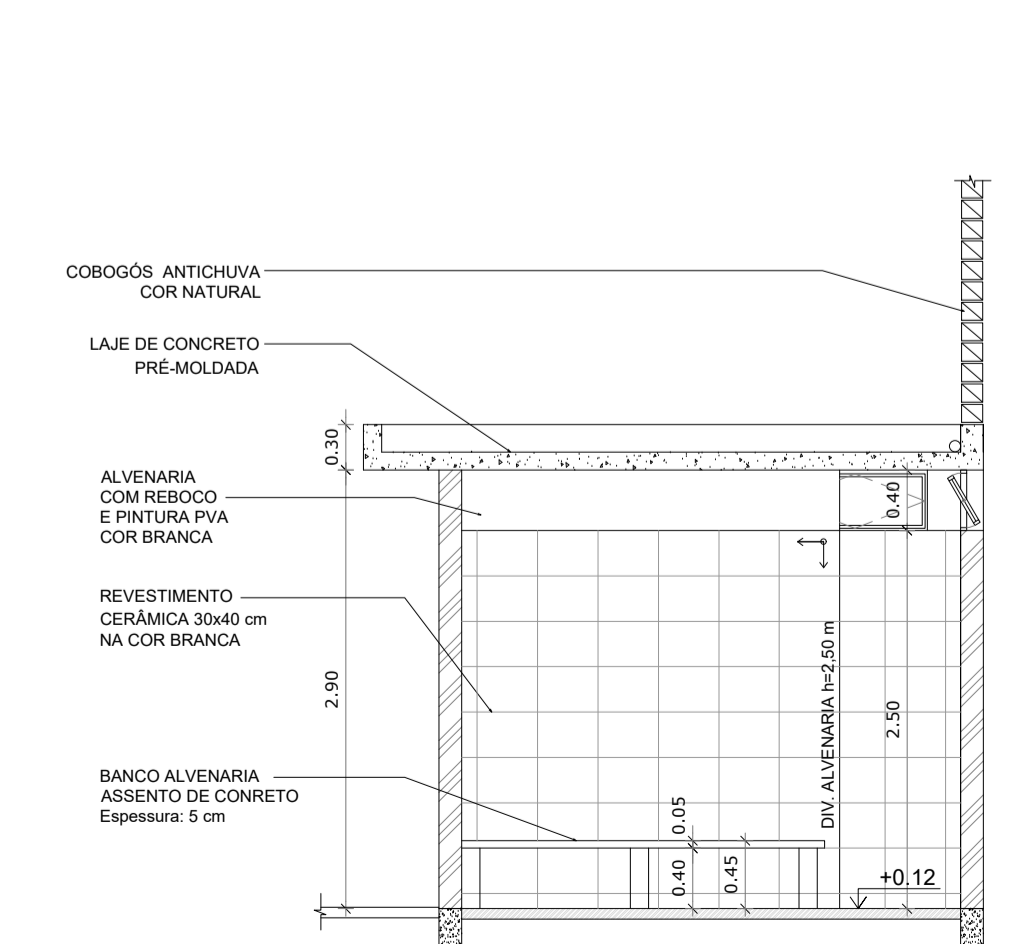 COBOGÓS ANTICHUVA
COR NATURAL
LAJE DE CONCRETO
PRÉ-MOLDADA
0.30
ALVENARIA
COM REBOCO
E PINTURA PVA
COR BRANCA
0.40
REVESTIMENTO
CERÂMICA 30x40 cm
NA COR BRANCA
2.90
DIV. ALVENARIA h=2,50 m
2.50
BANCO ALVENARIA
ASSENTO DE CONRETO
Espessura: 5 cm
0.05
0.40
0.45
+0.12